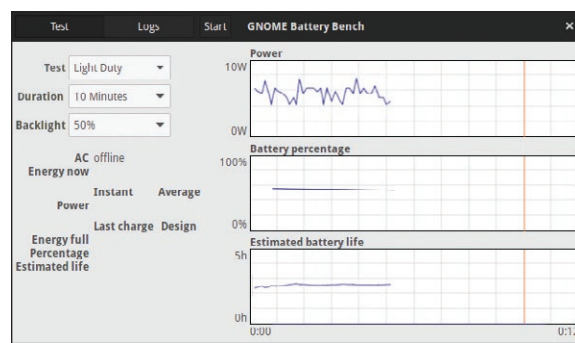 Test Logs Start GNOME Battery Bench ×
Test Light Duty
Duration 10 Minutes
Backlight 50%
AC offline
Energy now
Instant Average
Power
Last charge Design
Energy full
Percentage
Estimated life
Power
10W
0W
Battery percentage
100%
0%
Estimated battery life
5h
0h
0:00